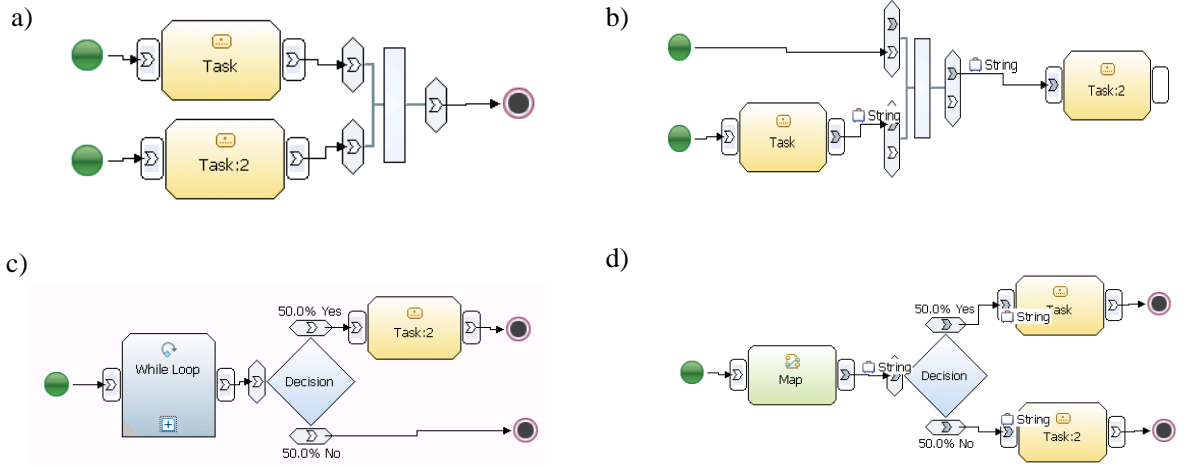 a)
Task
Task:2
b)
String
Task:2
String
Task
c)
50.0% Yes
Task:2
While Loop
Decision
50.0% No
d)
50.0% Yes
String
Task
Map
String
Decision
String
50.0% No
Task:2